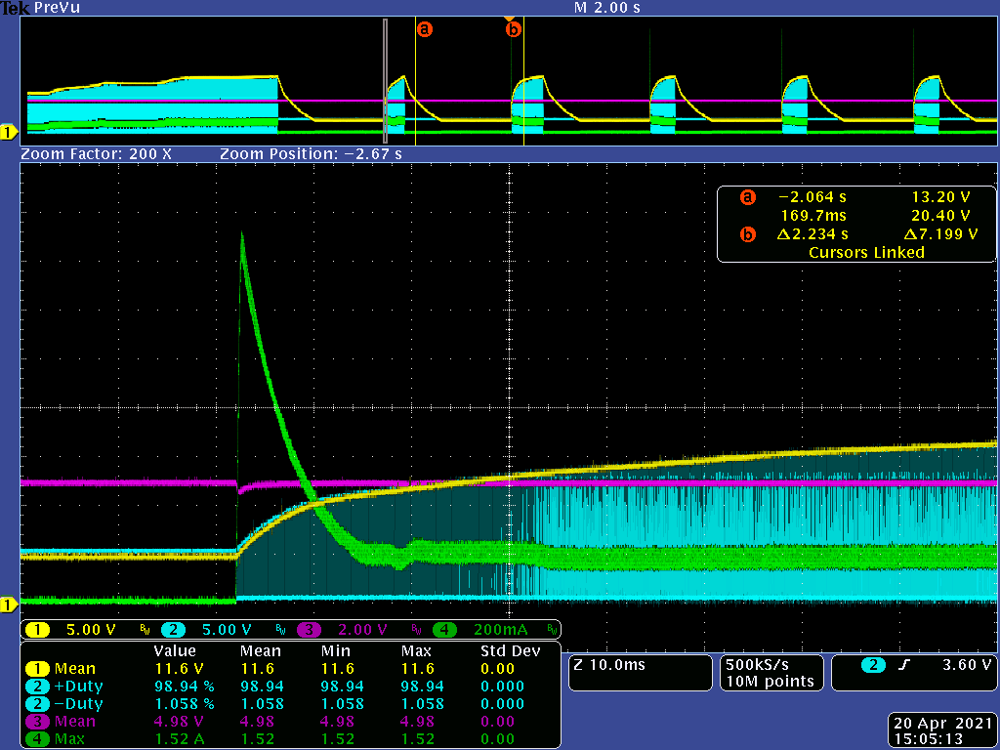 Tek PreVu M 2.00 s
a b
1
Zoom Factor: 200 X Zoom Position: −2.67 s
a −2.064 s 13.20 V
169.7ms 20.40 V
b Δ2.234 s Δ7.199 V
Cursors Linked
1
1 5.00 V BW 2 5.00 V BW 3 2.00 V BW 4 200mA BW
Value Mean Min Max Std Dev
1 Mean 11.6 V 11.6 11.6 11.6 0.00
2 +Duty 98.94 % 98.94 98.94 98.94 0.000
2 −Duty 1.058 % 1.058 1.058 1.058 0.000
3 Mean 4.98 V 4.98 4.98 4.98 0.00
4 Max 1.52 A 1.52 1.52 1.52 0.00
Z 10.0ms
500kS/s
10M points
2 3.60 V
20 Apr 2021
15:05:13